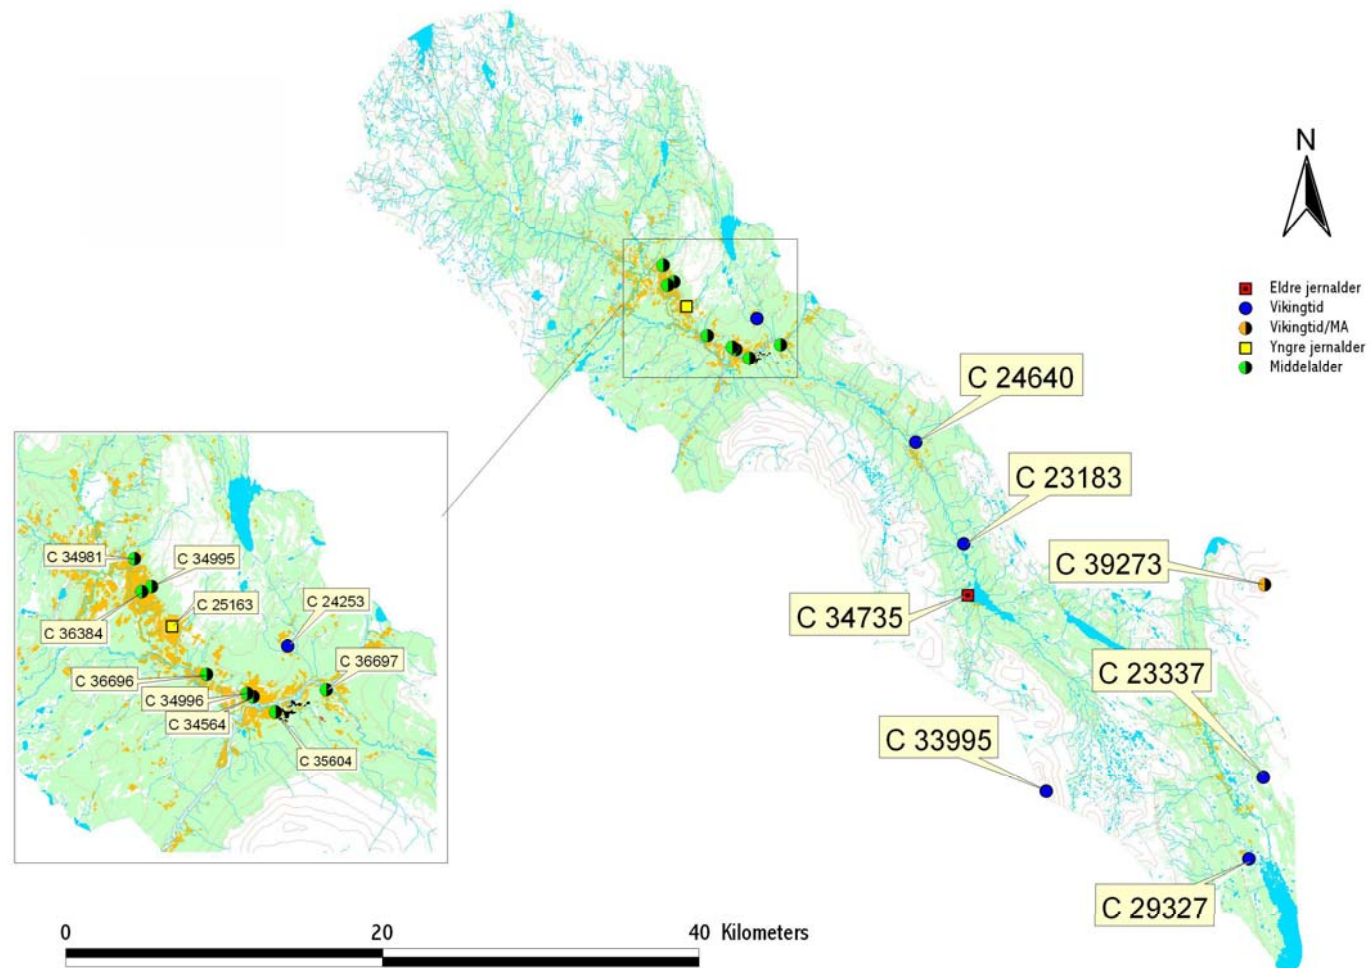 N
Eldre jernalder
Vikingtid
Vikingtid/MA
Yngre jernalder
Middelalder
C 24640
C 23183
C 39273
C 34735
C 23337
C 33995
C 29327
C 34981
C 34995
C 25163
C 24253
C 36384
C 36697
C 36696
C 34996
C 34564
C 35604
0 20 40 Kilometers